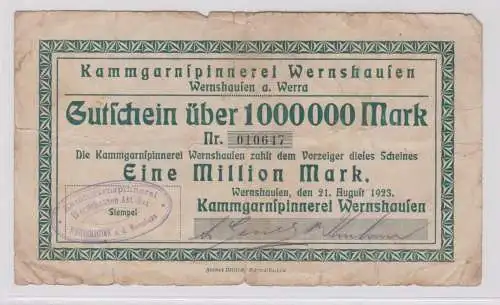 Kammgarnspinnerei Wernshausen
Wernshausen a. Werra
Gutschein über 1000000 Mark
Nr. 010647
Die Kammgarnspinnerei Wernshausen zahlt dem Vorzeiger dieses Scheines
Eine Million Mark.
Wernshausen, den 21. August 1923.
Kammgarnspinnerei Wernshausen
Kammgarnspinnerei
Stempel